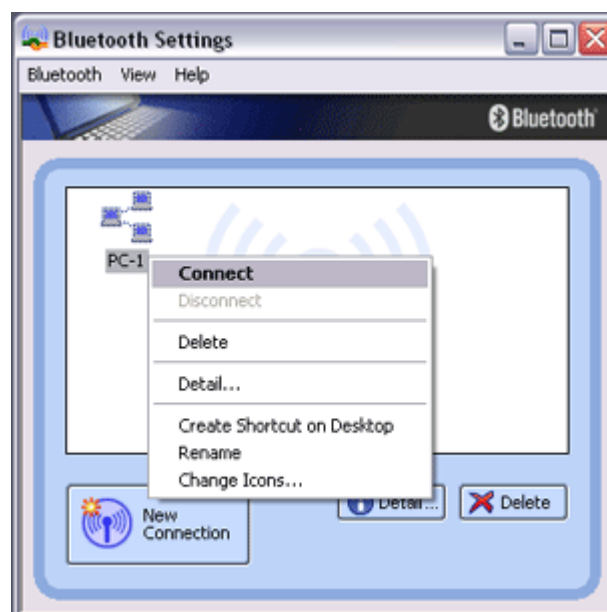 Bluetooth Settings
Bluetooth View Help
Bluetooth
PC-1
Connect
Disconnect
Delete
Detail...
Create Shortcut on Desktop
Rename
Change Icons...
New
Connection
Detail...
Delete